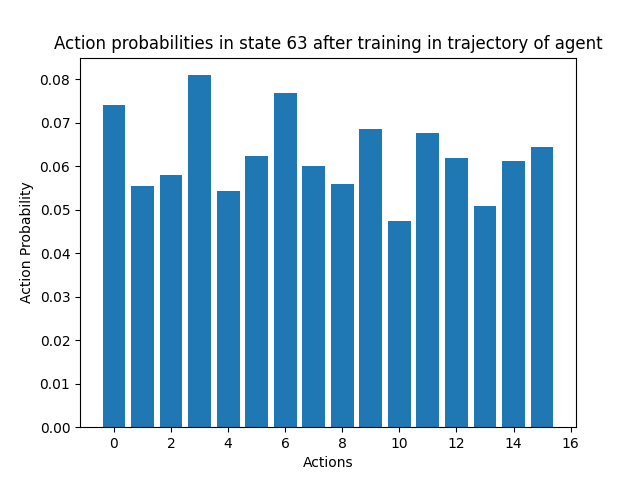 Action probabilities in state 63 after training in trajectory of agent
0.08
0.07
0.06
0.05
0.04
0.03
0.02
0.01
0.00
Action Probability
0 2 4 6 8 10 12 14 16
Actions